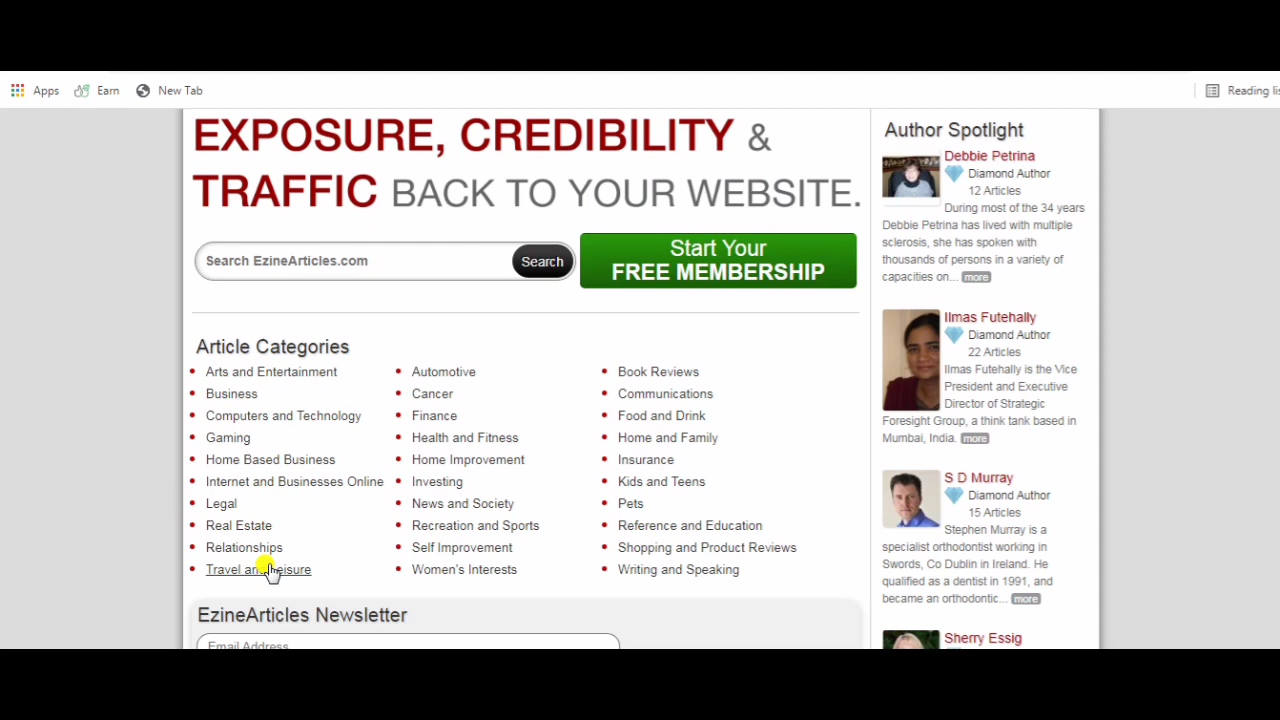 Apps Earn New Tab Reading lis
EXPOSURE, CREDIBILITY &
TRAFFIC BACK TO YOUR WEBSITE.
Search EzineArticles.com Search
Start Your
FREE MEMBERSHIP
Article Categories
Arts and Entertainment Automotive Book Reviews
Business Cancer Communications
Computers and Technology Finance Food and Drink
Gaming Health and Fitness Home and Family
Home Based Business Home Improvement Insurance
Internet and Businesses Online Investing Kids and Teens
Legal News and Society Pets
Real Estate Recreation and Sports Reference and Education
Relationships Self Improvement Shopping and Product Reviews
Travel and Leisure Women's Interests Writing and Speaking
EzineArticles Newsletter
Email Address
Author Spotlight
Debbie Petrina
Diamond Author
12 Articles
During most of the 34 years
Debbie Petrina has lived with multiple
sclerosis, she has spoken with
thousands of persons in a variety of
capacities on... more
Ilmas Futehally
Diamond Author
22 Articles
Ilmas Futehally is the Vice
President and Executive
Director of Strategic
Foresight Group, a think tank based in
Mumbai, India. more
S D Murray
Diamond Author
15 Articles
Stephen Murray is a
specialist orthodontist working in
Swords, Co Dublin in Ireland. He
qualified as a dentist in 1991, and
became an orthodontic... more
Sherry Essig